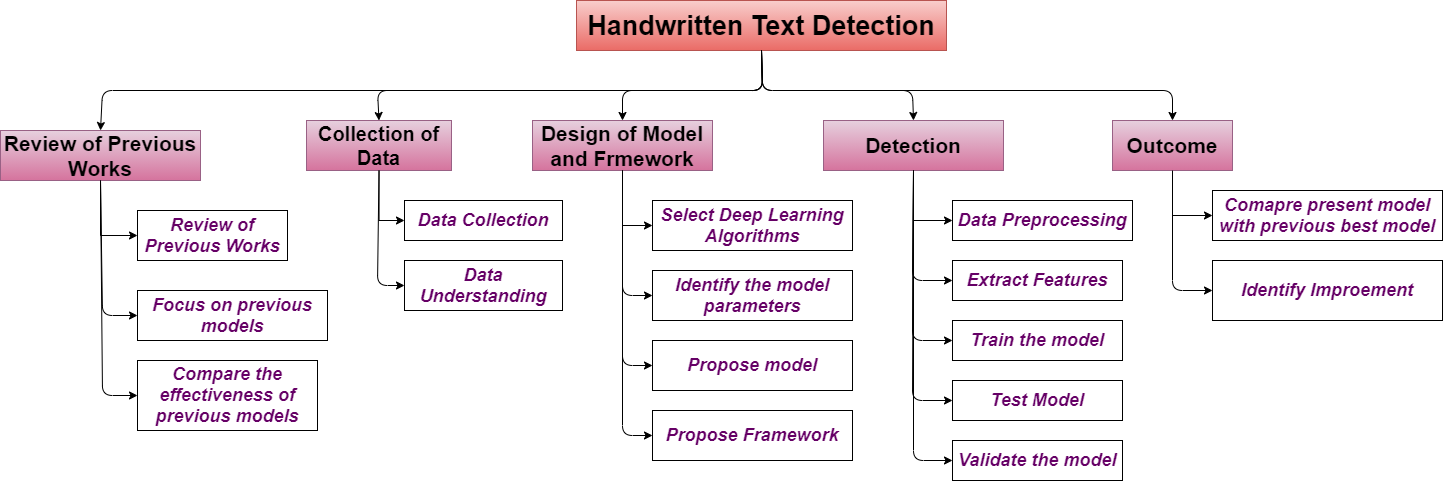 Handwritten Text Detection
Review of Previous
Works
Review of
Previous Works
Focus on previous
models
Compare the
effectiveness of
previous models
Collection of
Data
Data Collection
Data
Understanding
Design of Model
and Frmework
Select Deep Learning
Algorithms
Identify the model
parameters
Propose model
Propose Framework
Detection
Data Preprocessing
Extract Features
Train the model
Test Model
Validate the model
Outcome
Comapre present model
with previous best model
Identify Improement